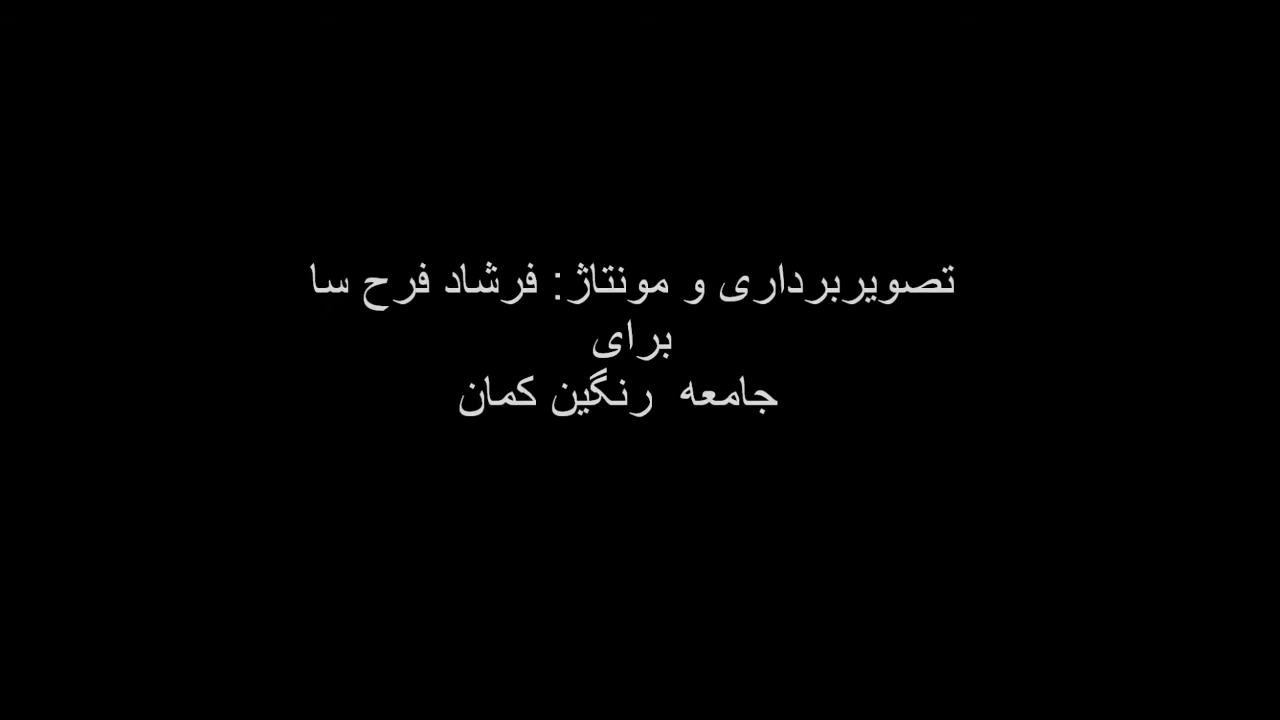 تصویربرداری و مونتاژ: فرشاد فرح سا
برای
جامعه رنگین کمان